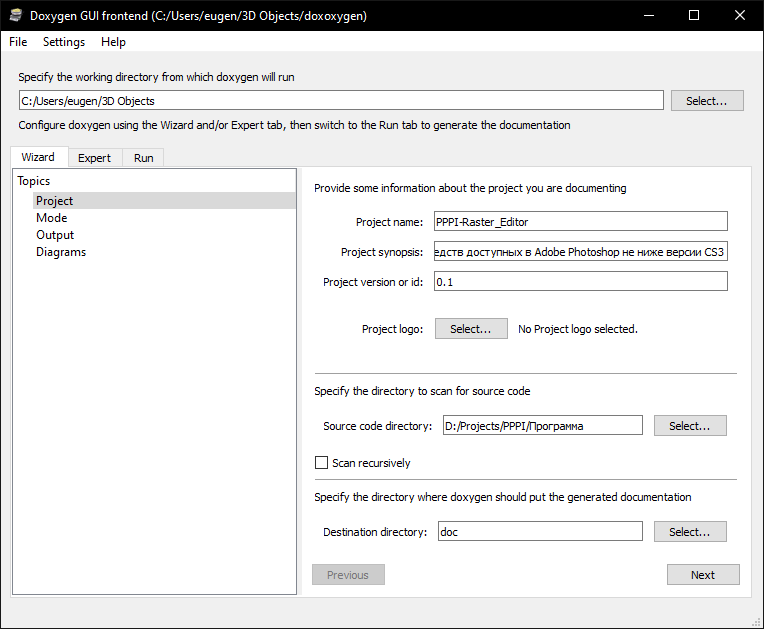 Doxygen GUI frontend (C:/Users/eugen/3D Objects/doxoxygen)
File Settings Help
Specify the working directory from which doxygen will run
C:/Users/eugen/3D Objects Select...
Configure doxygen using the Wizard and/or Expert tab, then switch to the Run tab to generate the documentation
Wizard Expert Run
Topics
Project
Mode
Output
Diagrams
Provide some information about the project you are documenting
Project name: PPPI-Raster_Editor
Project synopsis: едств доступных в Adobe Photoshop не ниже версии CS3
Project version or id: 0.1
Project logo: Select... No Project logo selected.
Specify the directory to scan for source code
Source code directory: D:/Projects/PPPI/Программа Select...
Scan recursively
Specify the directory where doxygen should put the generated documentation
Destination directory: doc Select...
Previous Next